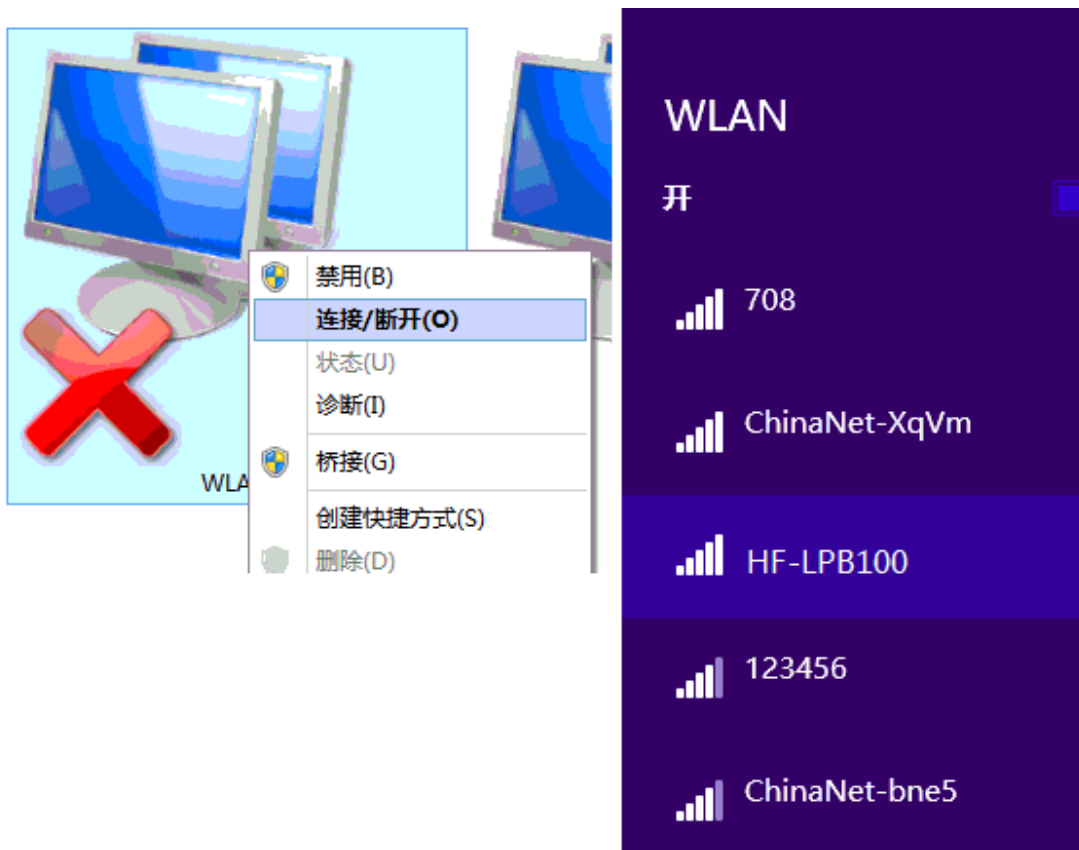 禁用(B)
连接/断开(O)
状态(U)
诊断(I)
桥接(G)
创建快捷方式(S)
删除(D)
WLAN
开
708
ChinaNet-XqVm
HF-LPB100
123456
ChinaNet-bne5